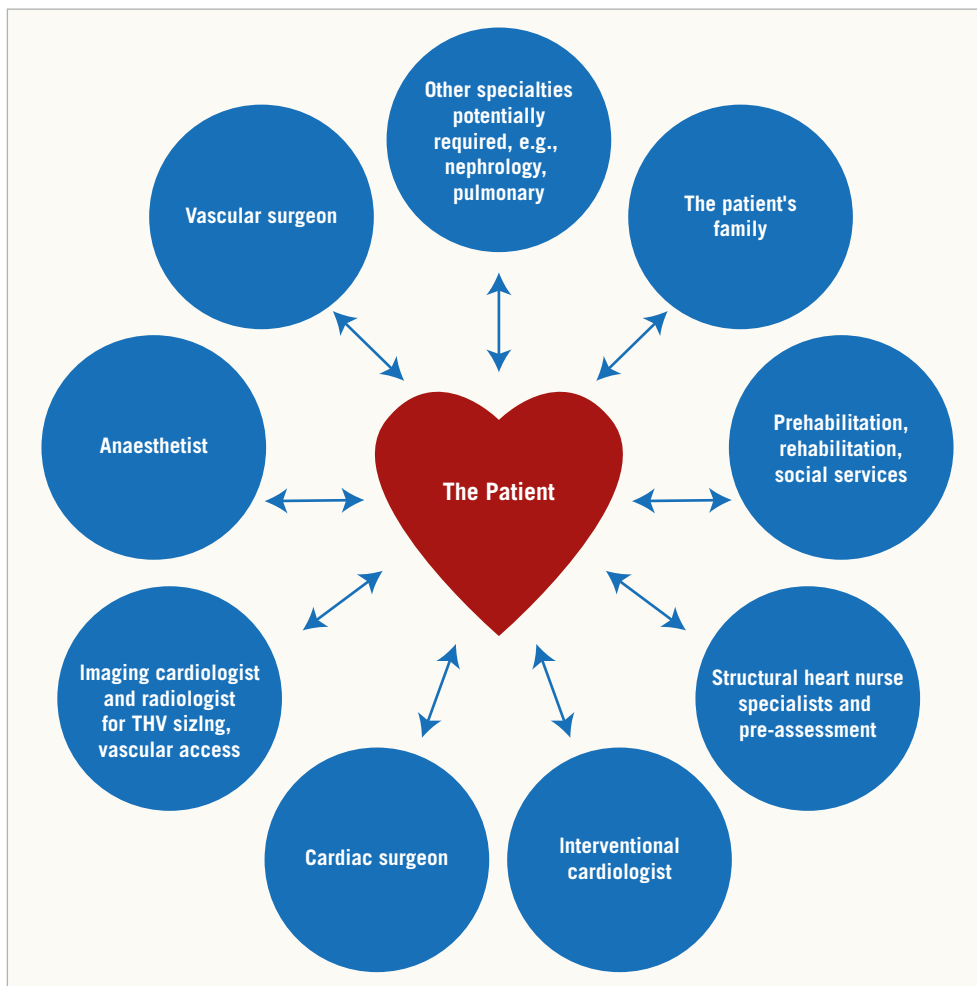 Other specialties
potentially
required, e.g.,
nephrology,
pulmonary
The patient's
family
Prehabilitation,
rehabilitation,
social services
Structural heart nurse
specialists and
pre-assessment
Interventional
cardiologist
Cardiac surgeon
Imaging cardiologist
and radiologist
for THV sizIng,
vascular access
Anaesthetist
Vascular surgeon
The Patient